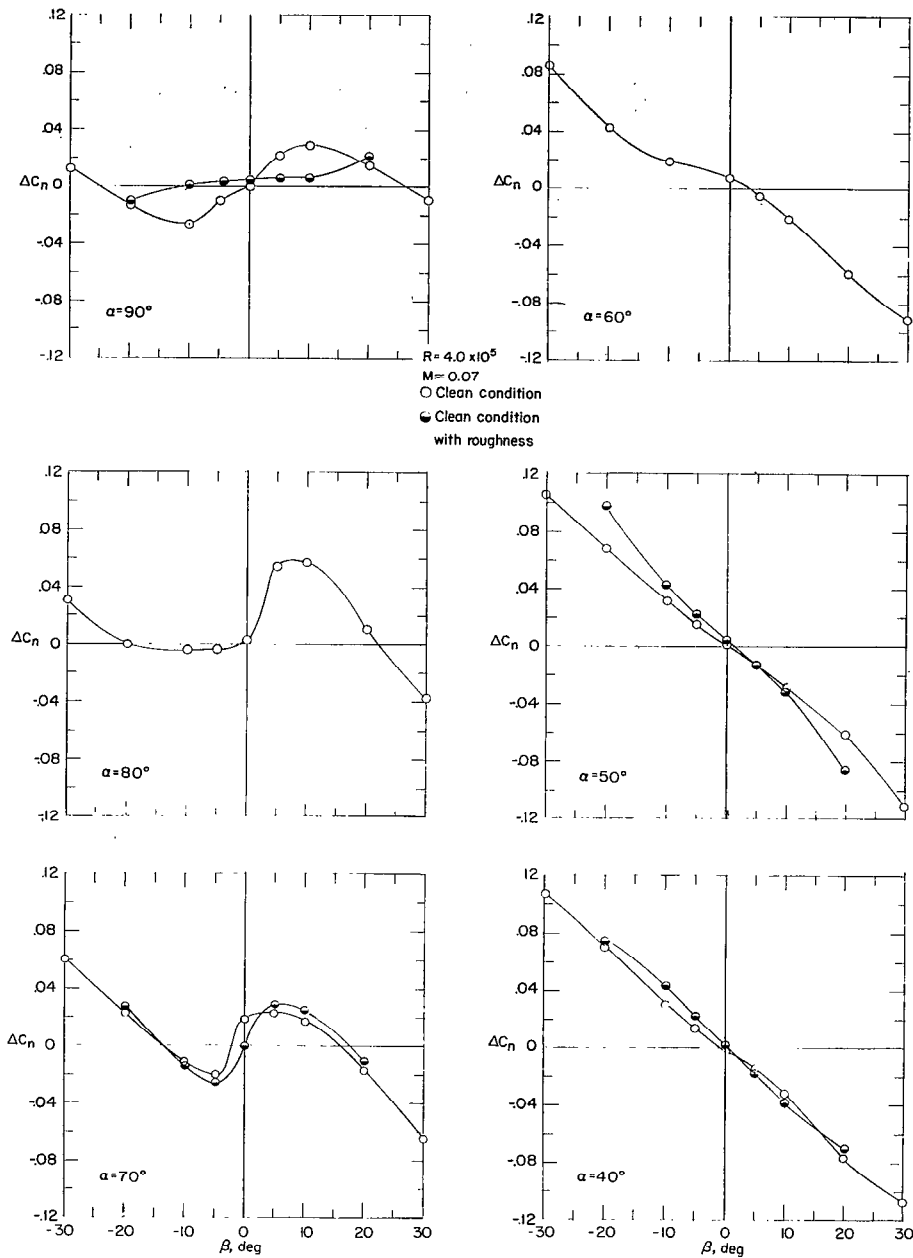 .12
.08
.04
ΔCn 0
-.04
-.08
-.12
α=90°
.12
.08
.04
ΔCn 0
-.04
-.08
-.12
α=60°
R= 4.0 x10⁵
M= 0.07
Clean condition
Clean condition
with roughness
.12
.08
.04
ΔCn 0
-.04
-.08
-.12
α=80°
.12
.08
.04
ΔCn 0
-.04
-.08
-.12
α=50°
.12
.08
.04
ΔCn 0
-.04
-.08
-.12
α=70°
-30 -20 -10 0 10 20 30
β, deg
.12
.08
.04
ΔCn 0
-.04
-.08
-.12
α=40°
-30 -20 -10 0 10 20 30
β, deg